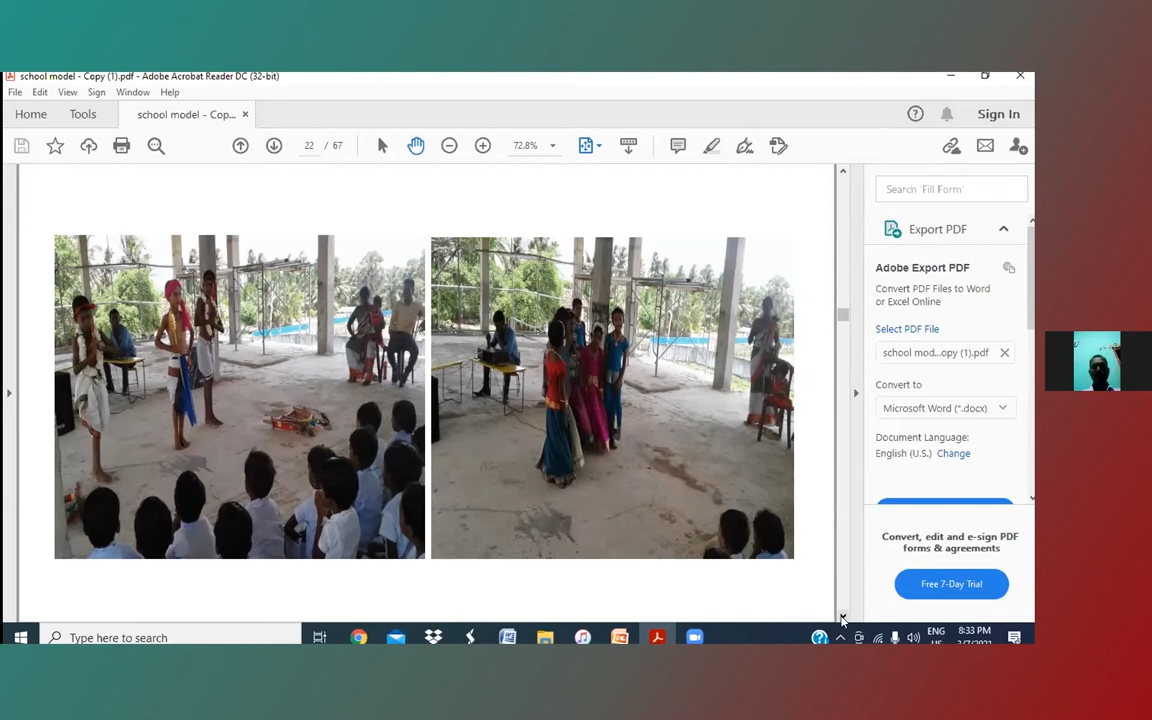 school model - Copy (1).pdf - Adobe Acrobat Reader DC (32-bit)
File Edit View Sign Window Help
Home Tools school model - Cop... × Sign In
22 / 67 72.8%
Search 'Fill Form'
Export PDF
Adobe Export PDF
Convert PDF Files to Word
or Excel Online
Select PDF File
school mod...opy (1).pdf
Convert to
Microsoft Word (*.docx)
Document Language:
English (U.S.) Change
Convert, edit and e-sign PDF
forms & agreements
Free 7-Day Trial
Type here to search
ENG 8:33 PM